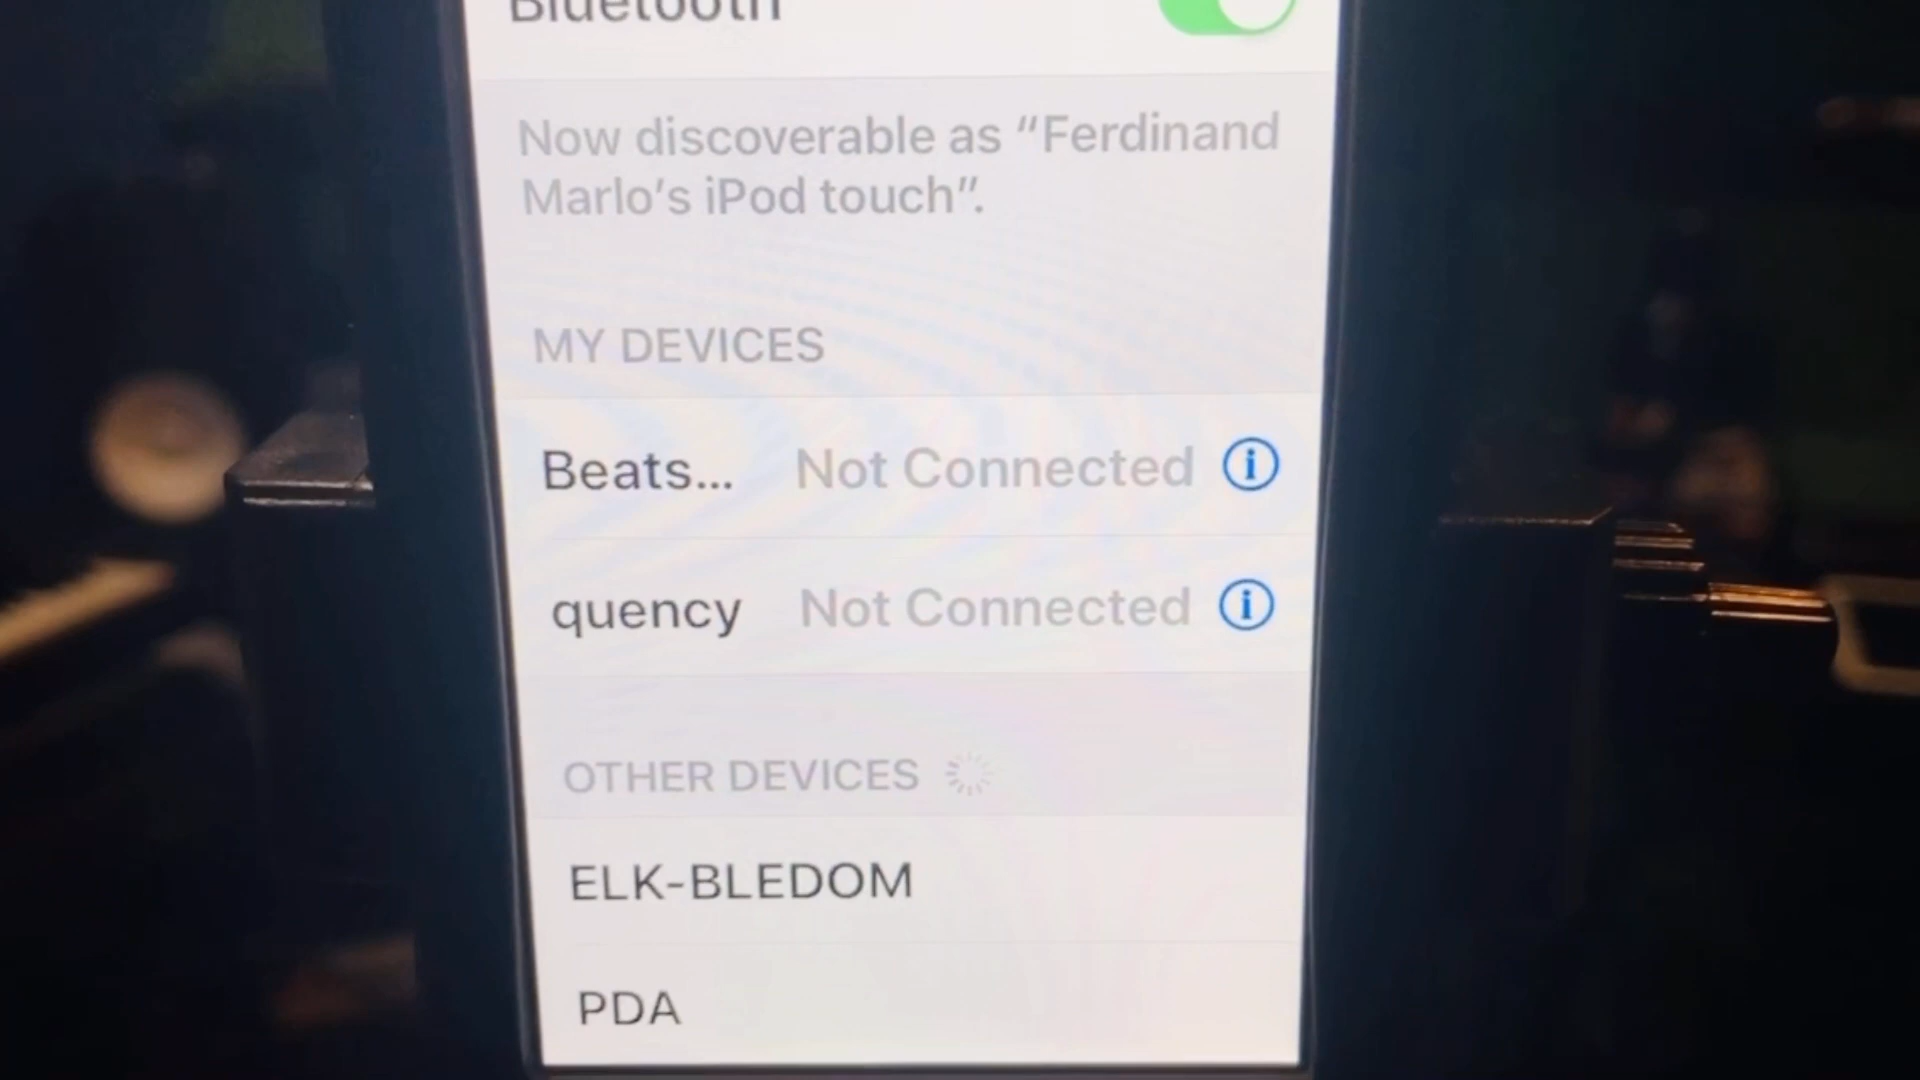 Bluetooth
Now discoverable as “Ferdinand
Marlo’s iPod touch”.
MY DEVICES
Beats... Not Connected
quency Not Connected
OTHER DEVICES
ELK-BLEDOM
PDA